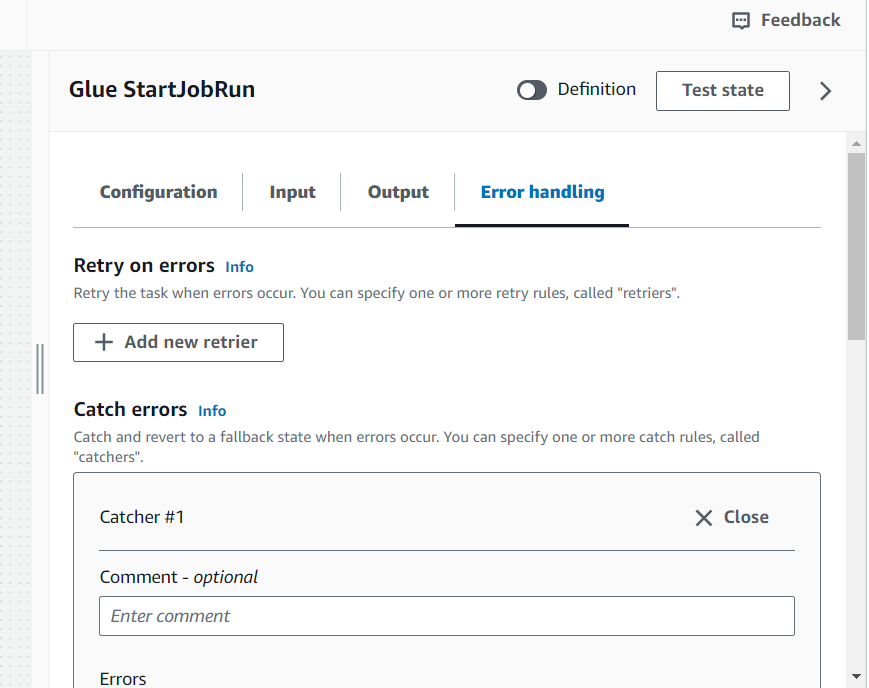 Feedback
Glue StartJobRun
Definition
Test state
Configuration
Input
Output
Error handling
Retry on errors Info
Retry the task when errors occur. You can specify one or more retry rules, called "retriers".
Add new retrier
Catch errors Info
Catch and revert to a fallback state when errors occur. You can specify one or more catch rules, called
"catchers".
Catcher #1
Close
Comment - optional
Enter comment
Errors